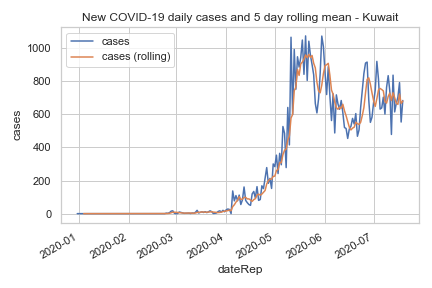 New COVID-19 daily cases and 5 day rolling mean - Kuwait
cases
cases (rolling)
1000
800
600
400
200
0
cases
2020-01
2020-02
2020-03
2020-04
2020-05
2020-06
2020-07
dateRep